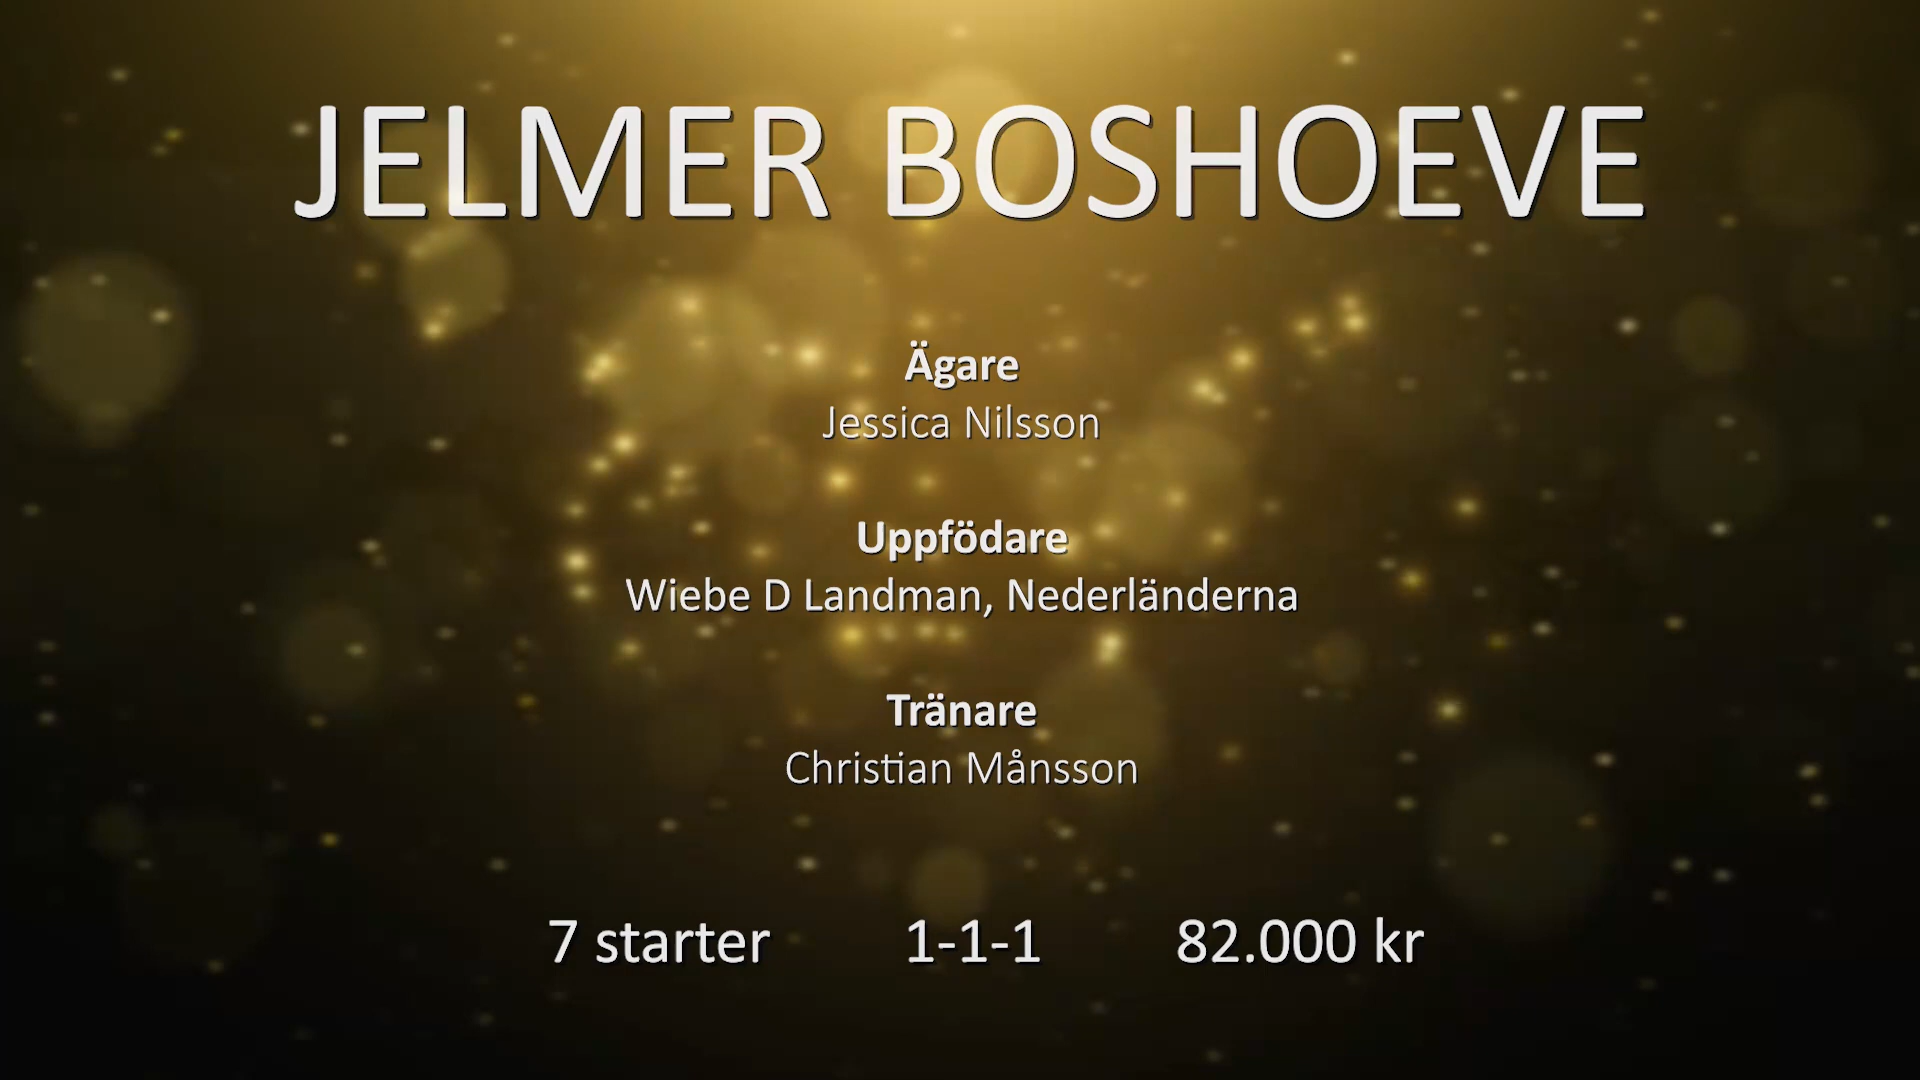 JELMER BOSHOEVE
Ägare
Jessica Nilsson
Uppfödare
Wiebe D Landman, Nederländerna
Tränare
Christian Månsson
7 starter 1-1-1 82.000 kr